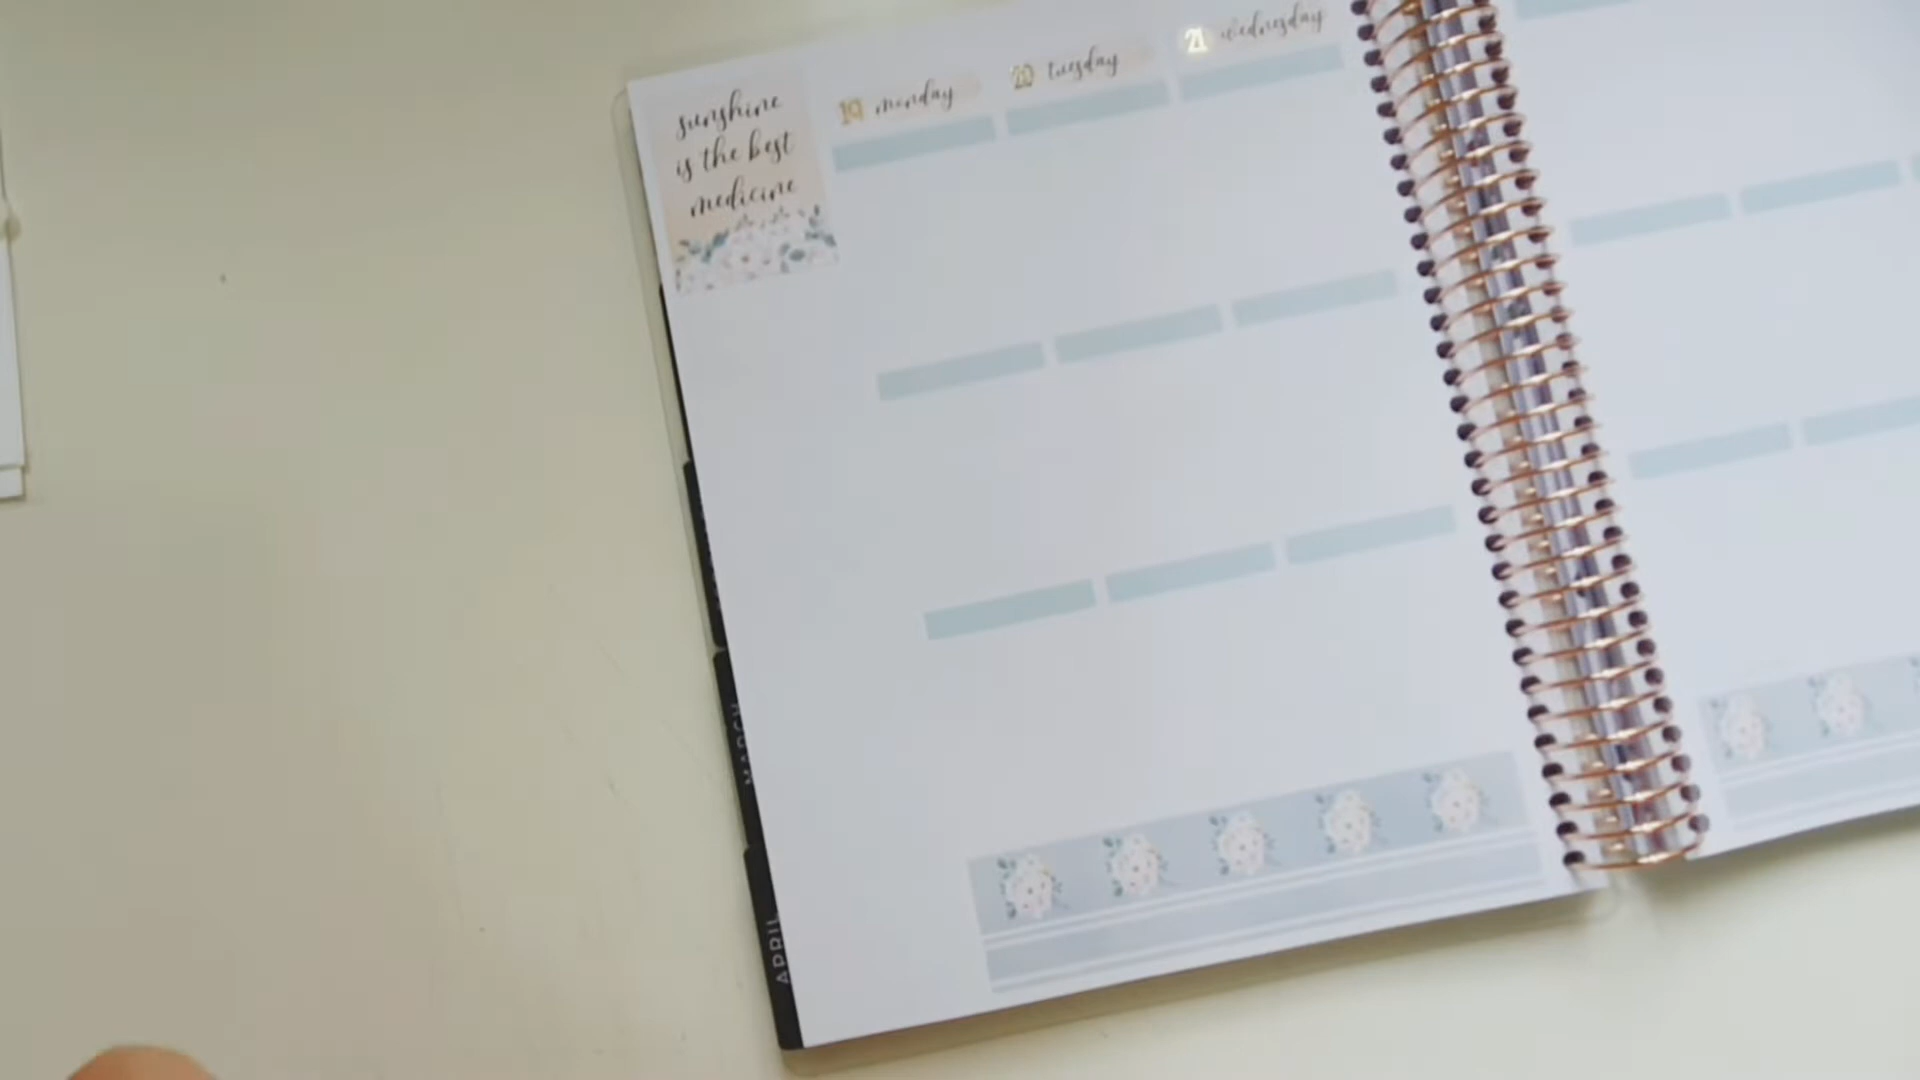 sunshine
is the best
medicine
19 monday
20 tuesday
21 wednesday
MARCH
APRIL